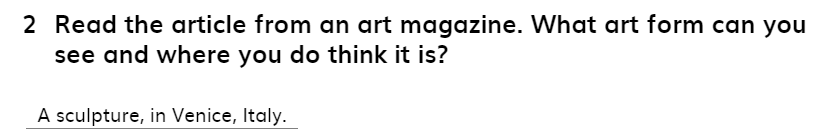 2 Read the article from an art magazine. What art form can you
see and where you do think it is?
A sculpture, in Venice, Italy.